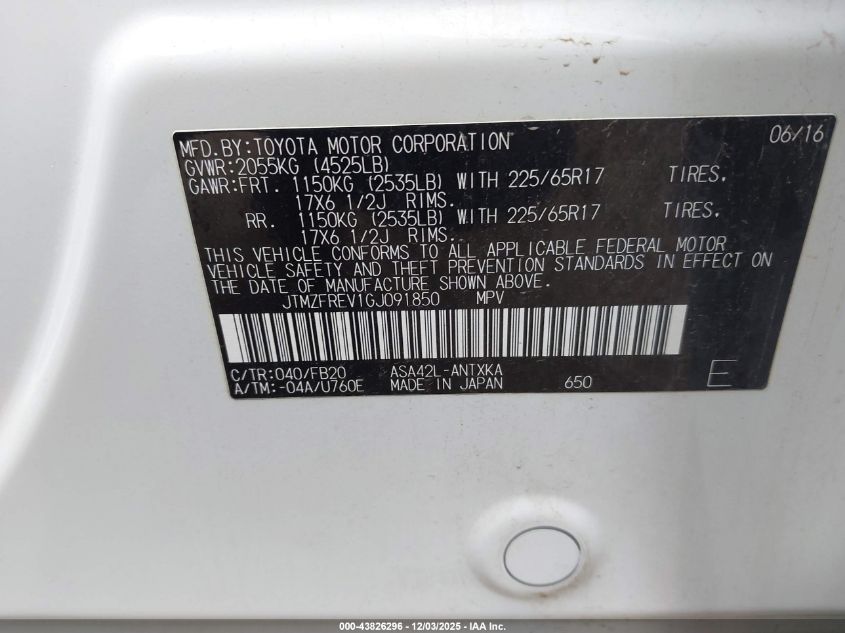 MFD.BY:TOYOTA MOTOR CORPORATION 06/16
GVWR:2055KG (4525LB)
GAWR:FRT. 1150KG (2535LB) WITH 225/65R17 TIRES.
17X6 1/2J RIMS.
RR. 1150KG (2535LB) WITH 225/65R17 TIRES.
17X6 1/2J RIMS.
THIS VEHICLE CONFORMS TO ALL APPLICABLE FEDERAL MOTOR
VEHICLE SAFETY AND THEFT PREVENTION STANDARDS IN EFFECT ON
THE DATE OF MANUFACTURE SHOWN ABOVE.
JTMZFREV1GJ091850 MPV
C/TR:040/FB20 ASA42L-ANTXKA
A/TM:-04A/U760E MADE IN JAPAN 650 E
000-43826296 - 12/03/2025 - IAA Inc.